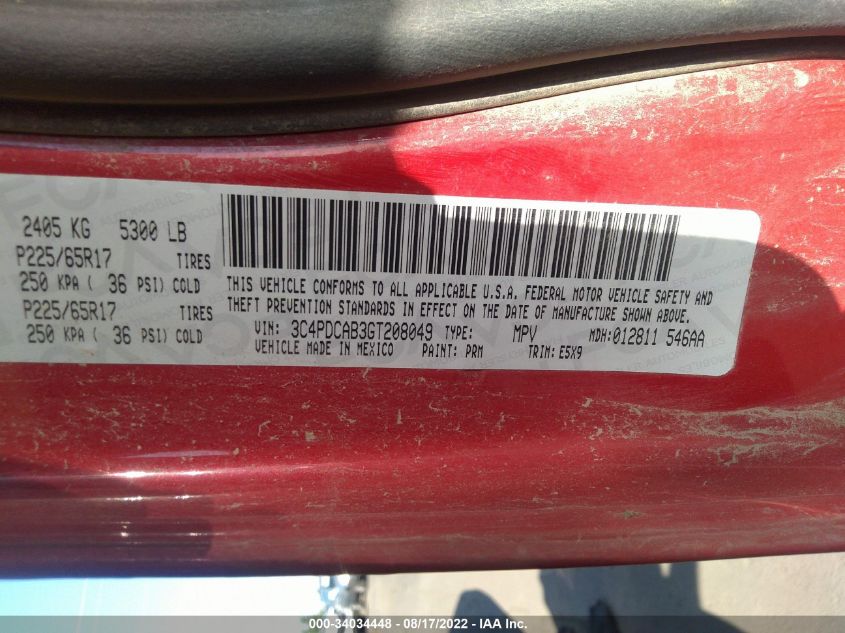 2405 KG 5300 LB
P225/65R17 TIRES
250 KPA ( 36 PSI) COLD
P225/65R17 TIRES
250 KPA ( 36 PSI) COLD
THIS VEHICLE CONFORMS TO ALL APPLICABLE U.S.A. FEDERAL MOTOR VEHICLE SAFETY AND
THEFT PREVENTION STANDARDS IN EFFECT ON THE DATE OF MANUFACTURE SHOWN ABOVE.
VIN: 3C4PDCAB3GT208049 TYPE: MPV MDH:012811 546AA
VEHICLE MADE IN MEXICO PAINT: PRM TRIM: E5X9
000-34034448 - 08/17/2022 - IAA Inc.